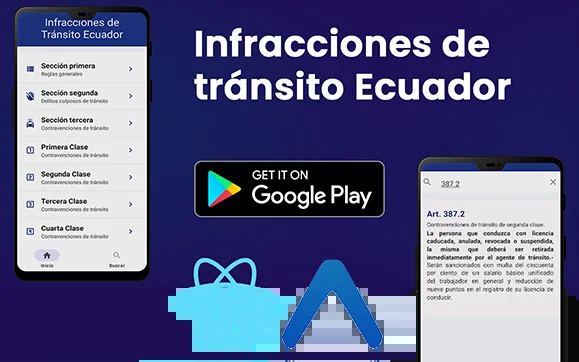 Infracciones de
Tránsito Ecuador
Sección primera
Reglas generales
Sección segunda
Delitos culposos de tránsito
Sección tercera
Contravenciones de tránsito
Primera Clase
Contravenciones de tránsito
Segunda Clase
Contravenciones de tránsito
Tercera Clase
Contravenciones de tránsito
Cuarta Clase
Contravenciones de tránsito
Inicio
Buscar
Infracciones de
tránsito Ecuador
GET IT ON
Google Play
387.2
Art. 387.2
Contravenciones de tránsito de segunda clase.
La persona que conduzca con licencia
caducada, anulada, revocada o suspendida,
la misma que deberá ser retirada
inmediatamente por el agente de tránsito.-
Serán sancionados con multa del cincuenta
por ciento de un salario básico unificado
del trabajador en general y reducción de
nueve puntos en el registro de su licencia de
conducir.